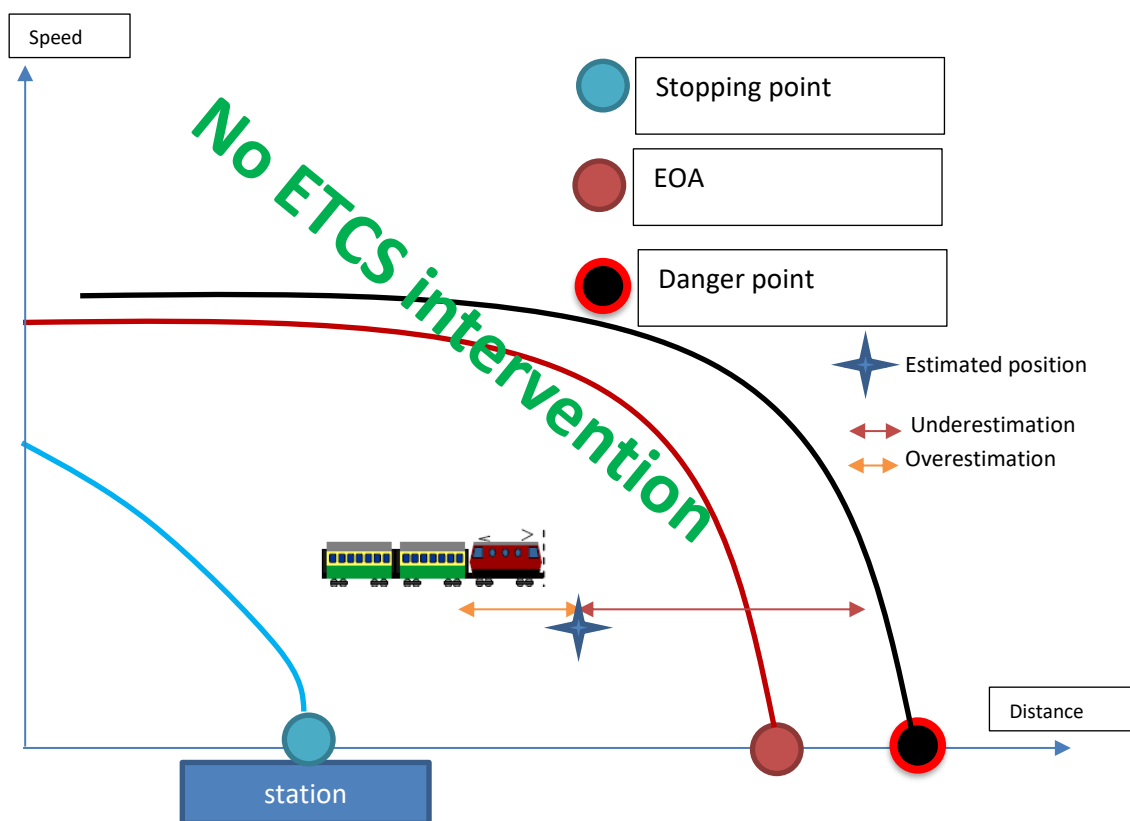 Speed
Stopping point
No ETCS intervention
EOA
Danger point
Estimated position
Underestimation
Overestimation
Distance
station